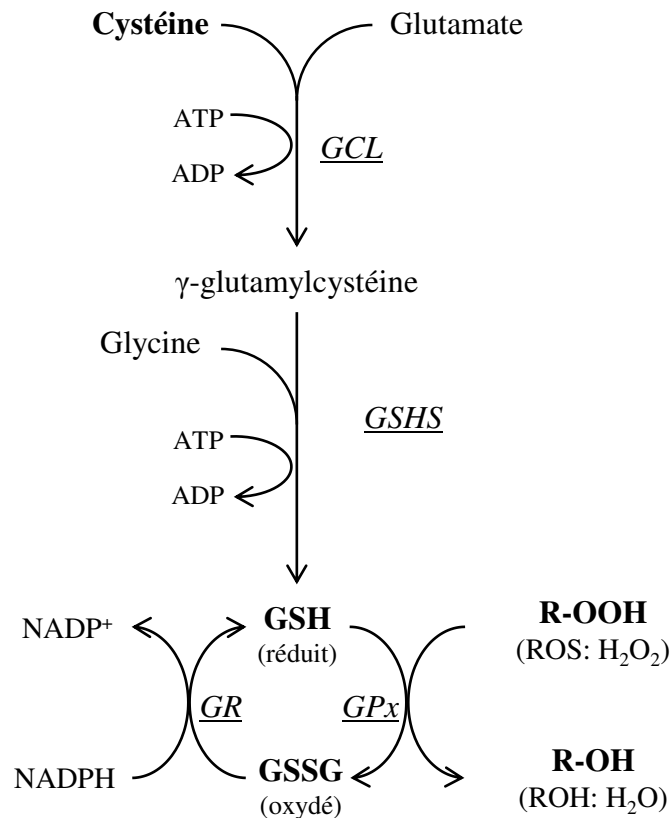 Cystéine Glutamate
ATP
GCL
ADP
γ-glutamylcystéine
Glycine
GSHS
ATP
ADP
NADP⁺ GSH R-OOH
(réduit) (ROS: H₂O₂)
GR GPx
NADPH GSSG R-OH
(oxydé) (ROH: H₂O)